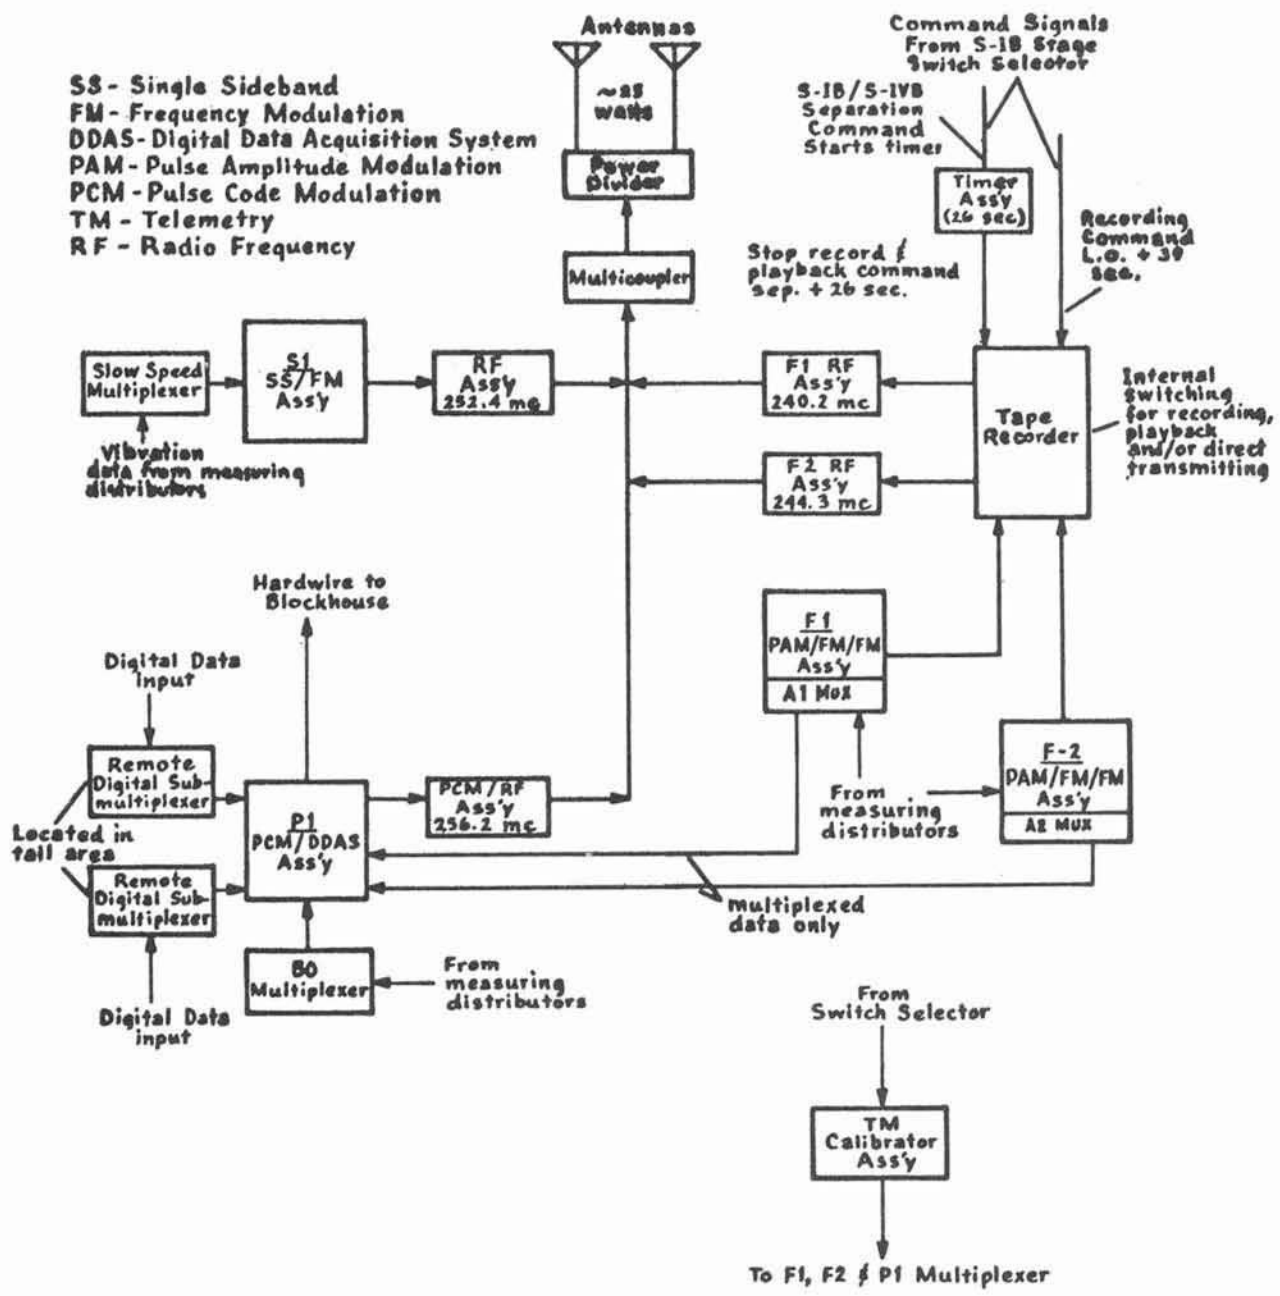 Antennas
~25
watts
Power
Divider
Multicoupler
SS - Single Sideband
FM - Frequency Modulation
DDAS - Digital Data Acquisition System
PAM - Pulse Amplitude Modulation
PCM - Pulse Code Modulation
TM - Telemetry
RF - Radio Frequency
Command Signals
From S-IB Stage
Switch Selector
S-IB/S-IVB
Separation
Command
Starts timer
Timer
Ass'y
(26 sec)
Recording
Command
L.O. + 39
sec.
Stop record &
playback command
sep. + 26 sec.
Slow Speed
Multiplexer
Vibration
data from measuring
distributors
S1
SS/FM
Ass'y
RF
Ass'y
252.4 mc
F1 RF
Ass'y
240.2 mc
F2 RF
Ass'y
244.3 mc
Tape
Recorder
Internal
switching
for recording,
playback
and/or direct
transmitting
Hardwire to
Blockhouse
Digital Data
input
Remote
Digital Sub-
multiplexer
Located in
tail area
Remote
Digital Sub-
multiplexer
Digital Data
input
P1
PCM/DDAS
Ass'y
PCM/RF
Ass'y
256.2 mc
B0
Multiplexer
From
measuring
distributors
F1
PAM/FM/FM
Ass'y
A1 MUX
From
measuring
distributors
F-2
PAM/FM/FM
Ass'y
A2 MUX
multiplexed
data only
From
Switch Selector
TM
Calibrator
Ass'y
To F1, F2 & P1 Multiplexer